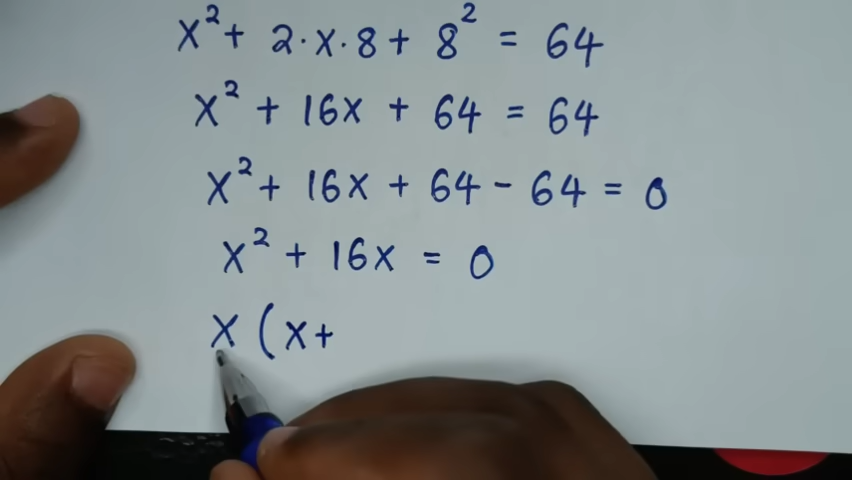 x² + 2·x·8 + 8² = 64
x² + 16x + 64 = 64
x² + 16x + 64 - 64 = 0
x² + 16x = 0
x (x+